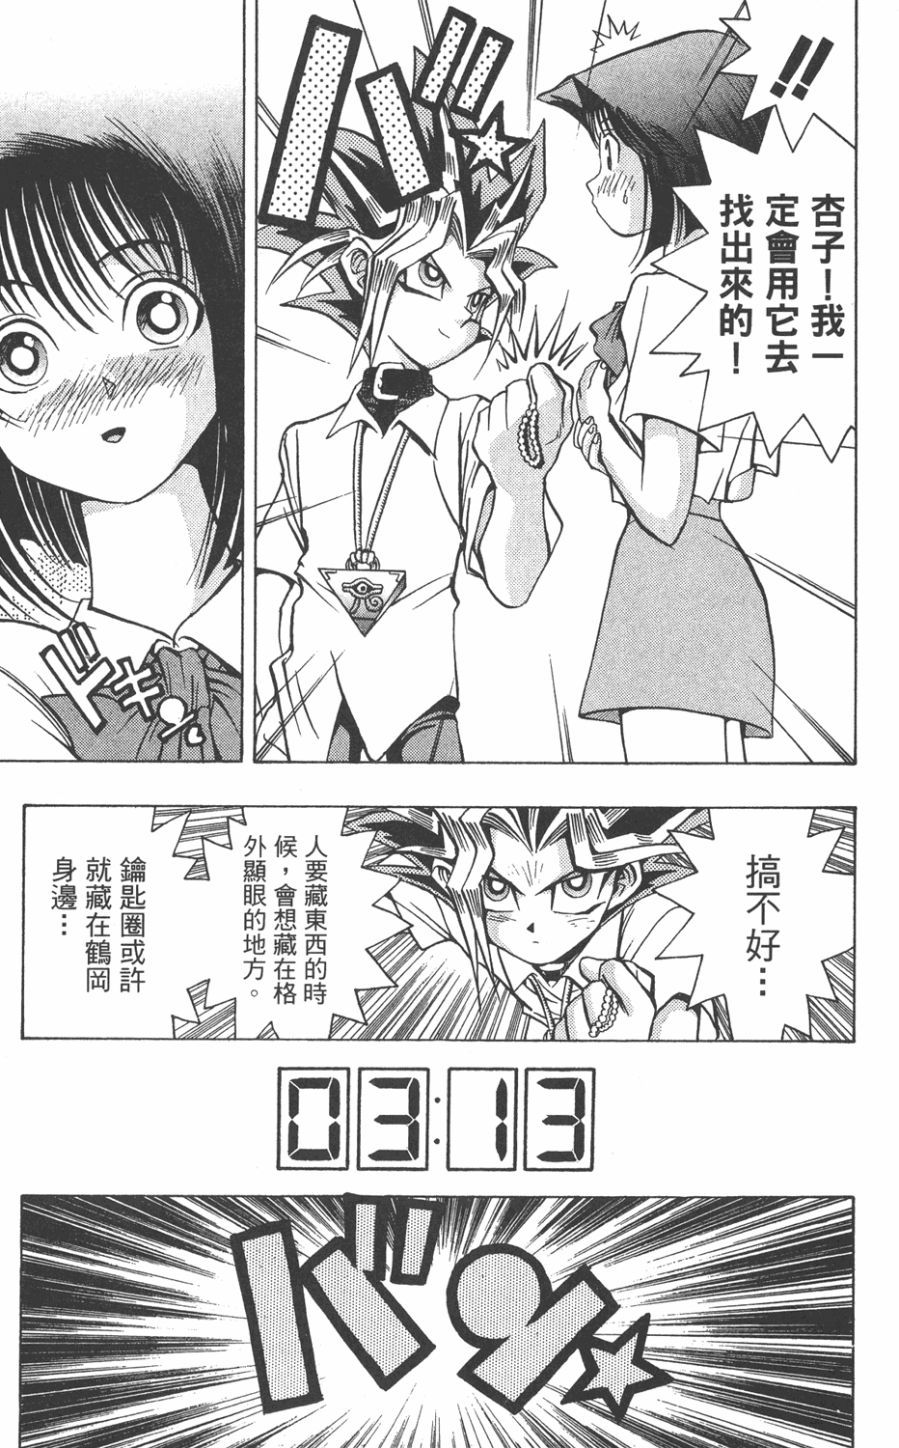 !!
杏子！我一
定會用它去
找出來的！
バッ☆
ドキン
搞不好…
人要藏東西的時
候，會想藏在格
外顯眼的地方。
鑰匙圈或許
就藏在鶴岡
身邊…
03:13
バン☆